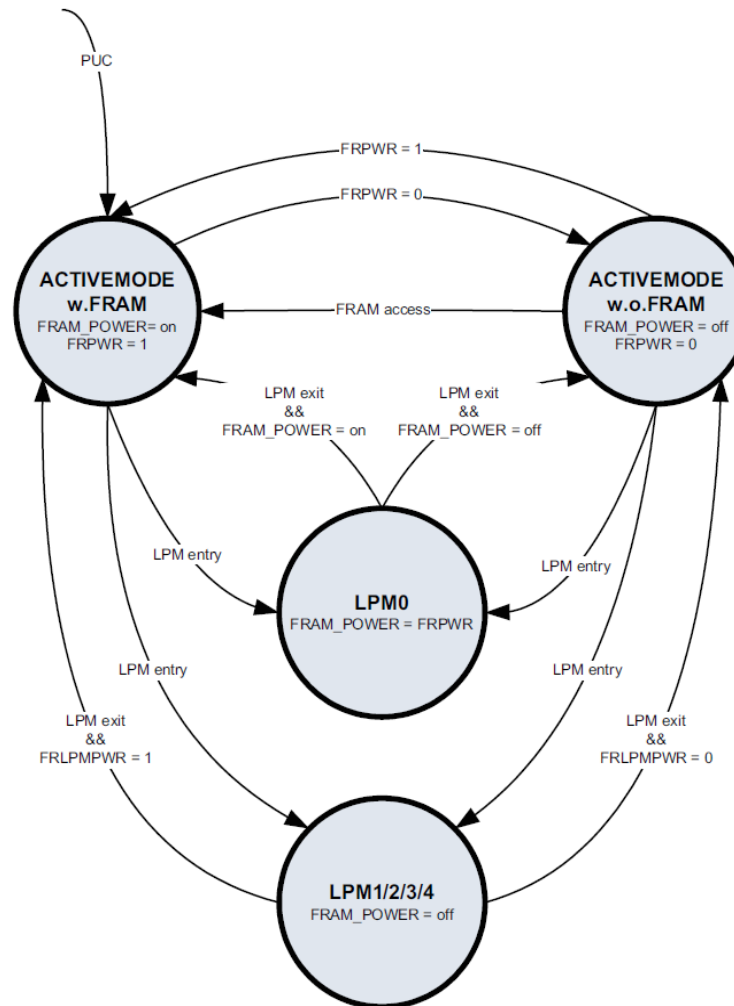 PUC
FRPWR = 1
FRPWR = 0
ACTIVEMODE
w.FRAM
FRAM_POWER= on
FRPWR = 1
ACTIVEMODE
w.o.FRAM
FRAM_POWER = off
FRPWR = 0
FRAM access
LPM exit
&&
FRAM_POWER = on
LPM exit
&&
FRAM_POWER = off
LPM entry
LPM entry
LPM0
FRAM_POWER = FRPWR
LPM entry
LPM entry
LPM exit
&&
FRLPMPWR = 1
LPM exit
&&
FRLPMPWR = 0
LPM1/2/3/4
FRAM_POWER = off